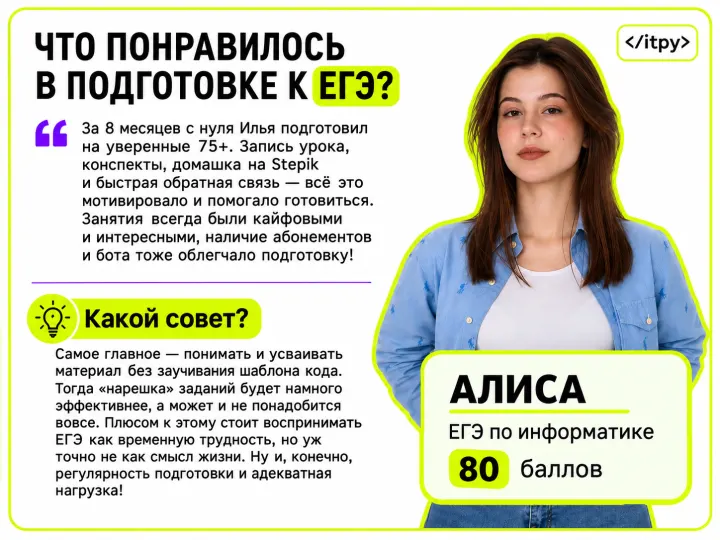 ЧТО ПОНРАВИЛОСЬ
В ПОДГОТОВКЕ К ЕГЭ?
</itpy>
За 8 месяцев с нуля Илья подготовил
на уверенные 75+. Запись урока,
конспекты, домашка на Stepik
и быстрая обратная связь — всё это
мотивировало и помогало готовиться.
Занятия всегда были кайфовыми
и интересными, наличие абонементов
и бота тоже облегчало подготовку!
Какой совет?
Самое главное — понимать и усваивать
материал без заучивания шаблона кода.
Тогда «нарешка» заданий будет намного
эффективнее, а может и не понадобится
вовсе. Плюсом к этому стоит воспринимать
ЕГЭ как временную трудность, но уж
точно не как смысл жизни. Ну и, конечно,
регулярность подготовки и адекватная
нагрузка!
АЛИСА
ЕГЭ по информатике
80 баллов